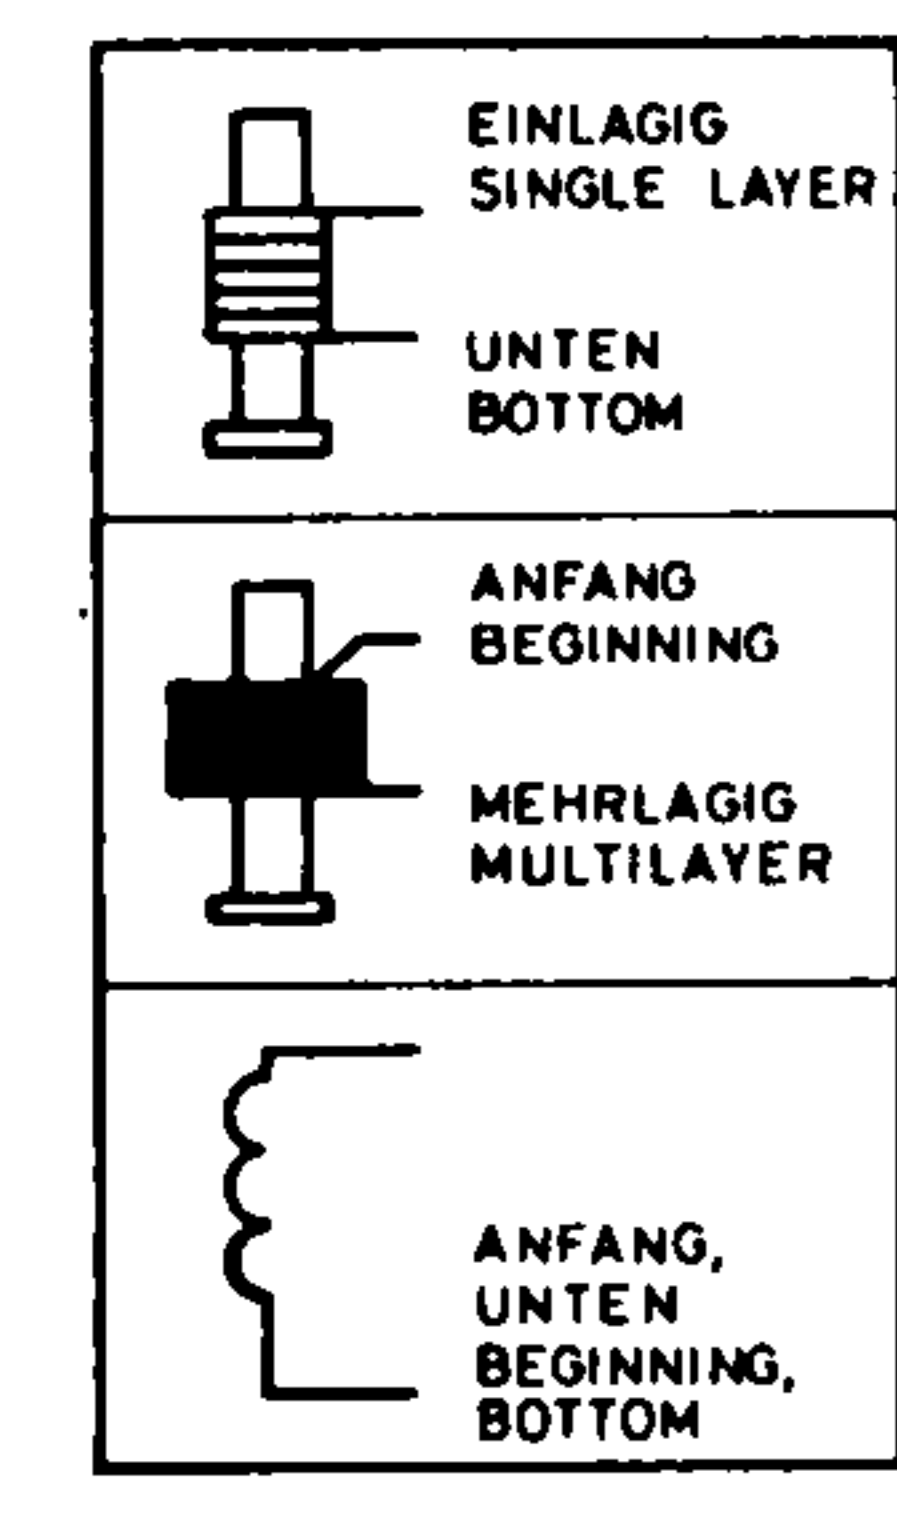 EINLAGIG
SINGLE LAYER
UNTEN
BOTTOM
ANFANG
BEGINNING
MEHRLAGIG
MULTILAYER
ANFANG,
UNTEN
BEGINNING,
BOTTOM